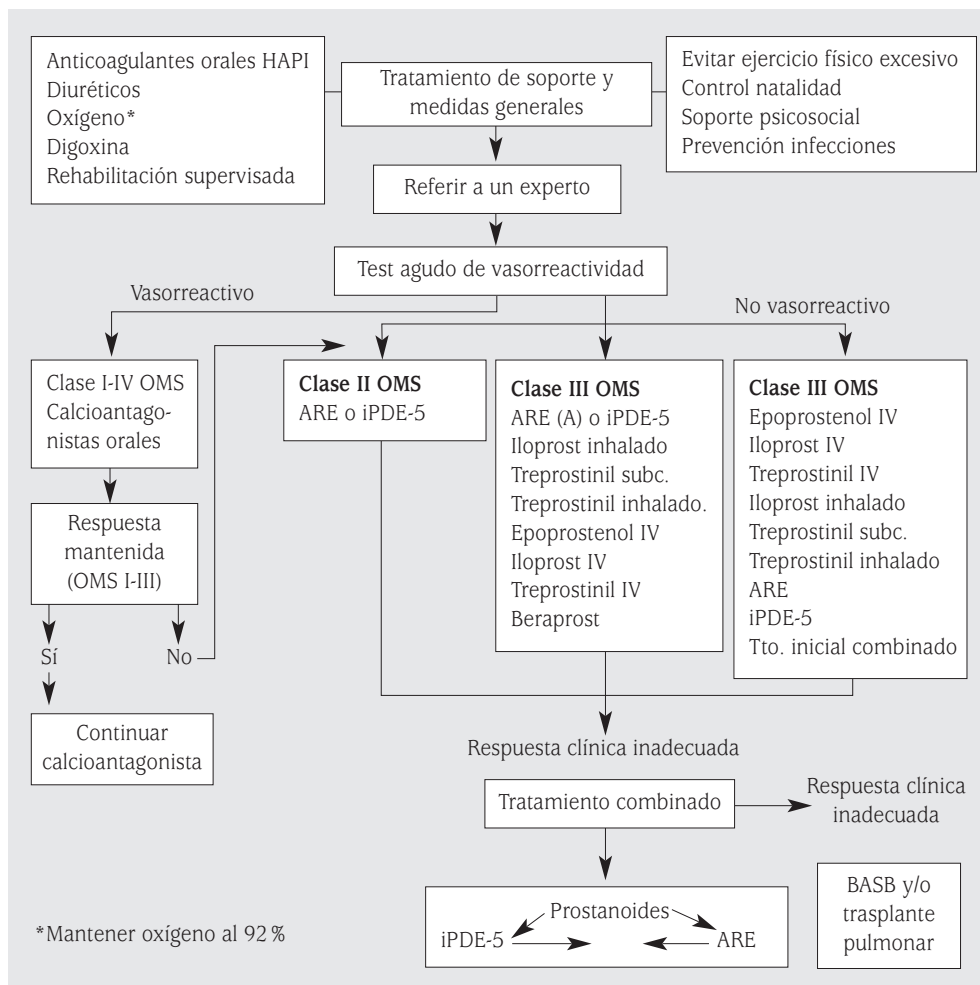 Anticoagulantes orales HAPI
Diuréticos
Oxígeno*
Digoxina
Rehabilitación supervisada
Tratamiento de soporte y
medidas generales
Evitar ejercicio físico excesivo
Control natalidad
Soporte psicosocial
Prevención infecciones
Referir a un experto
Test agudo de vasorreactividad
Vasorreactivo
No vasorreactivo
Clase I-IV OMS
Calcioantago-
nistas orales
Respuesta
mantenida
(OMS I-III)
Sí
No
Continuar
calcioantagonista
Clase II OMS
ARE o iPDE-5
Clase III OMS
ARE (A) o iPDE-5
Iloprost inhalado
Treprostinil subc.
Treprostinil inhalado.
Epoprostenol IV
Iloprost IV
Treprostinil IV
Beraprost
Clase III OMS
Epoprostenol IV
Iloprost IV
Treprostinil IV
Iloprost inhalado
Treprostinil subc.
Treprostinil inhalado
ARE
iPDE-5
Tto. inicial combinado
Respuesta clínica inadecuada
Tratamiento combinado
Respuesta clínica
inadecuada
Prostanoides
iPDE-5
ARE
BASB y/o
trasplante
pulmonar
*Mantener oxígeno al 92 %